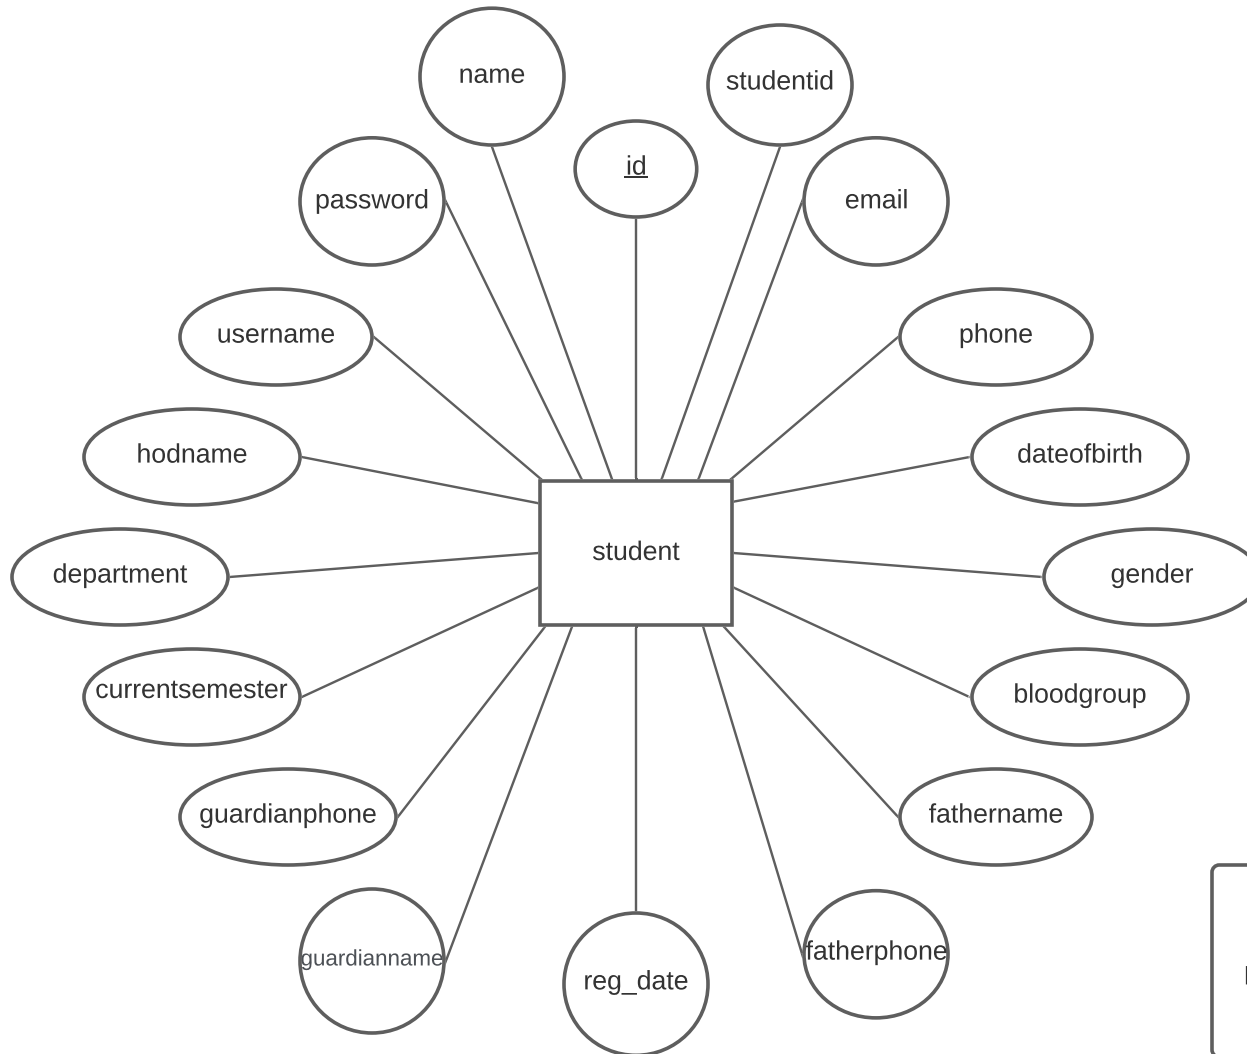 name
studentid
id
password
email
username
phone
hodname
dateofbirth
student
department
gender
currentsemester
bloodgroup
guardianphone
fathername
guardianname
fatherphone
reg_date